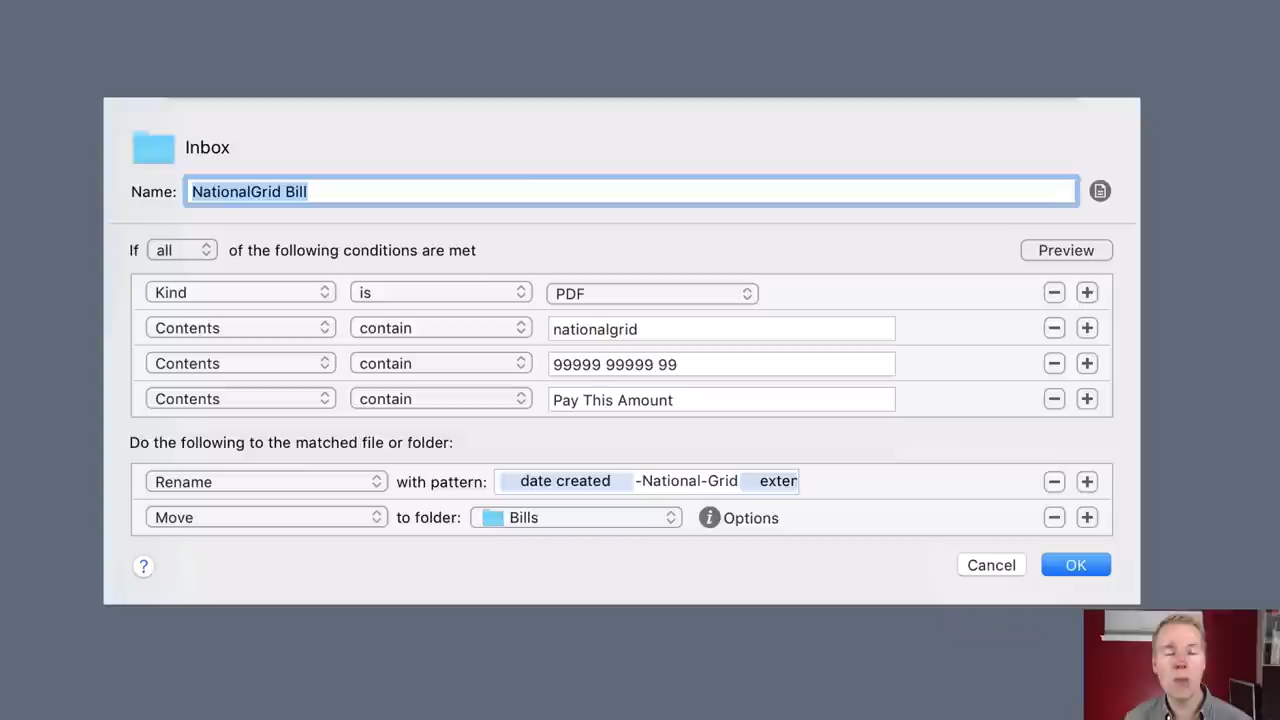 Inbox
Name: NationalGrid Bill
If all of the following conditions are met Preview
Kind is PDF
Contents contain nationalgrid
Contents contain 99999 99999 99
Contents contain Pay This Amount
Do the following to the matched file or folder:
Rename with pattern: date created -National-Grid exten
Move to folder: Bills i Options
? Cancel OK